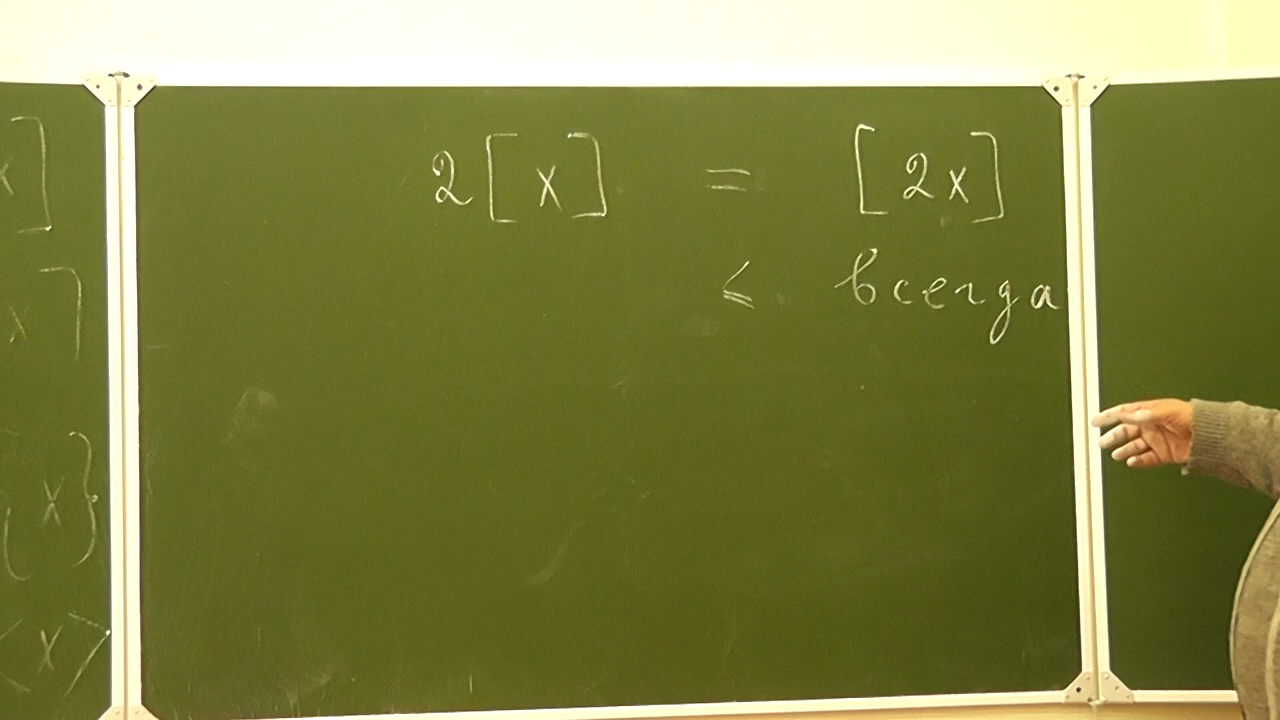 x]
x]
{x}
<x>
2[x] = [2x]
≤ всегда